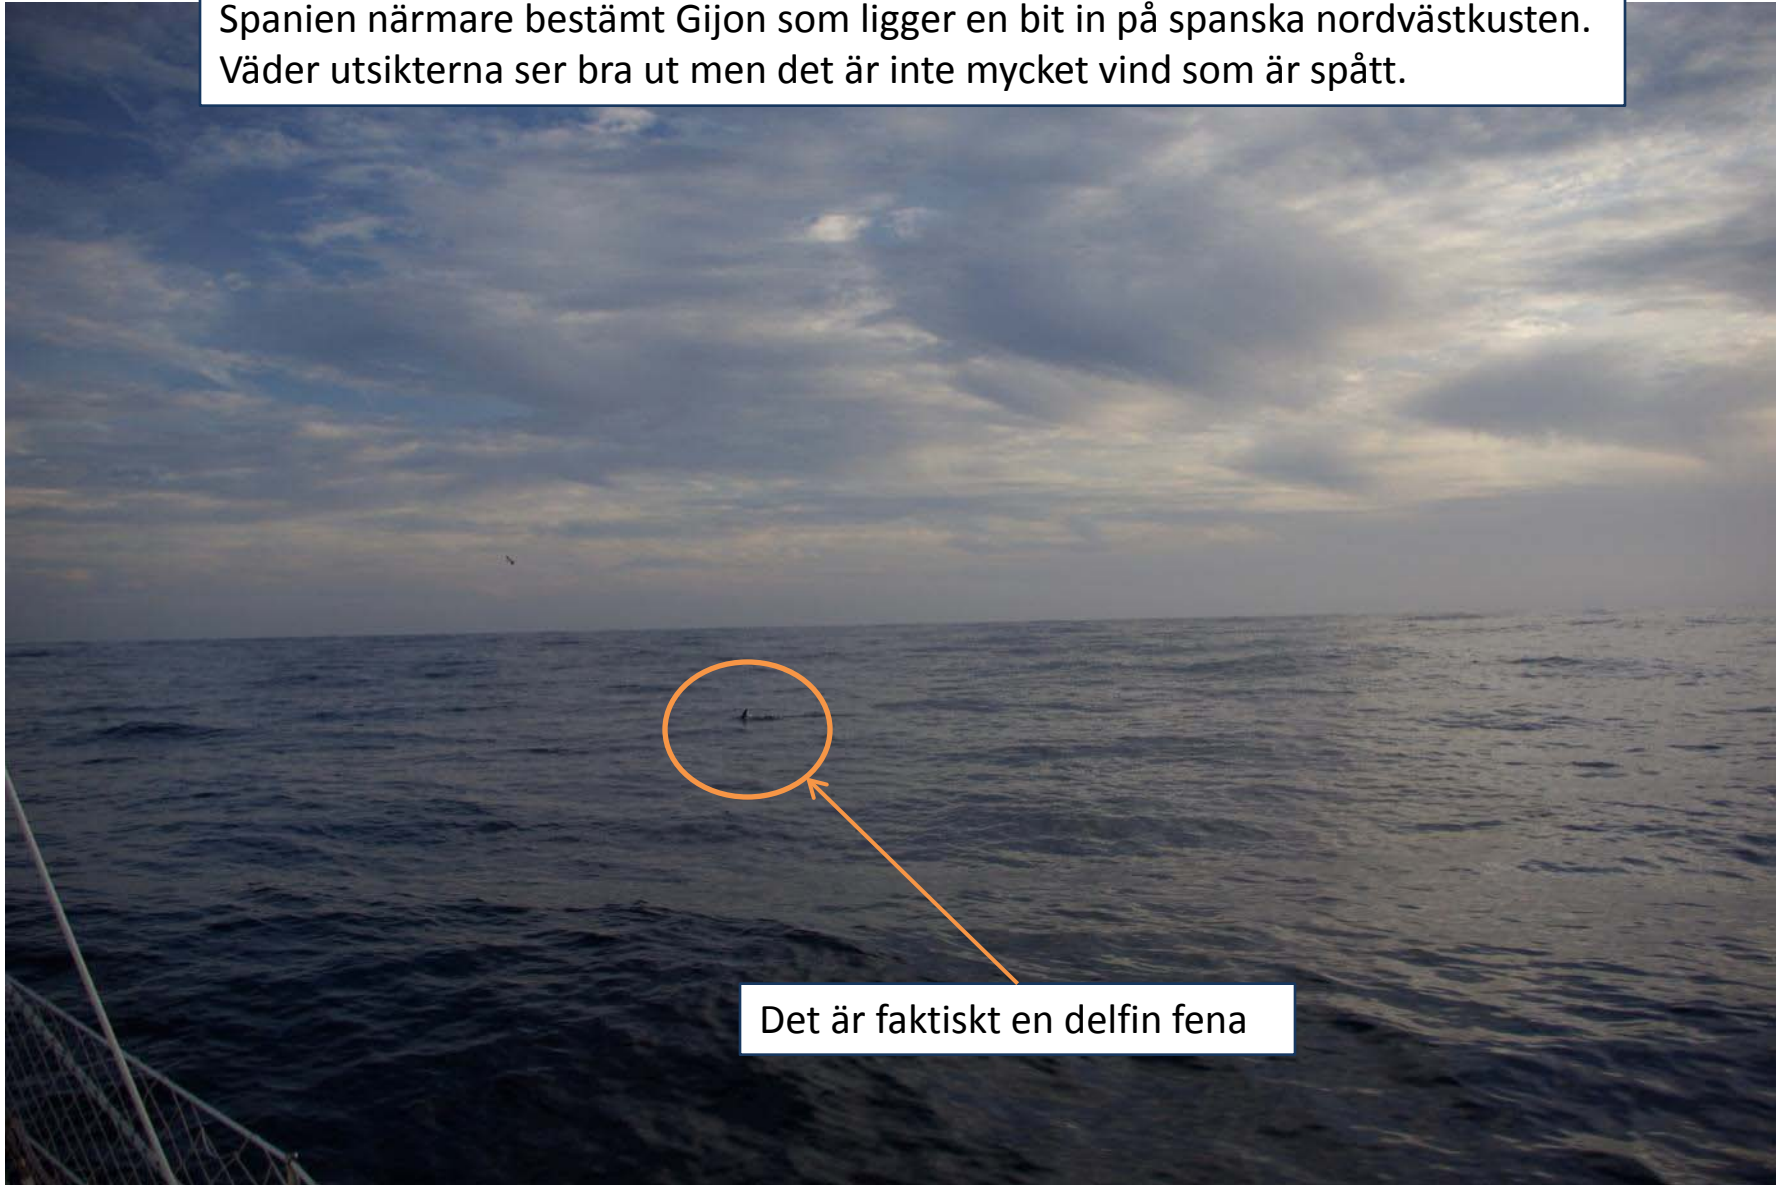 Spanien närmare bestämt Gijon som ligger en bit in på spanska nordvästkusten.
Väder utsikterna ser bra ut men det är inte mycket vind som är spått.
Det är faktiskt en delfin fena